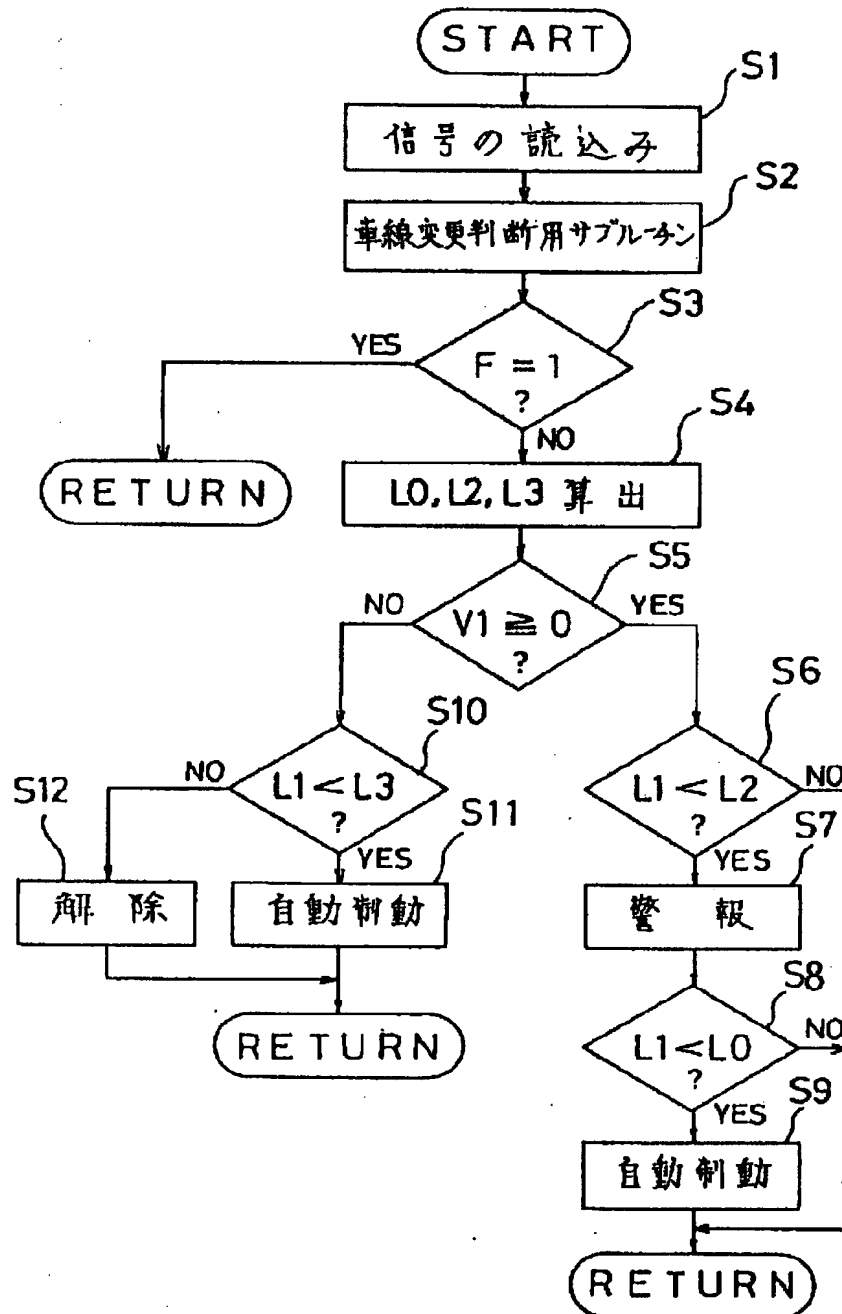 START
S1
信号の読込み
S2
車線変更判断用サブルーチン
S3
YES
F = 1
?
NO
S4
RETURN
L0, L2, L3 算出
S5
NO
YES
V1 ≧ 0
?
S6
S10
NO
L1 < L3
?
L1 < L2
?
NO
S12
S11
S7
YES
YES
解除
自動制動
警報
S8
NO
RETURN
L1 < L0
?
S9
YES
自動制動
RETURN